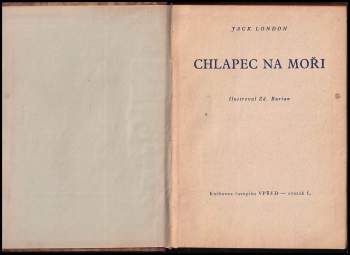 JACK LONDON
CHLAPEC NA MOŘI
Ilustroval Zd. Burian
Knihovna časopisu VPŘED — svazek 1.